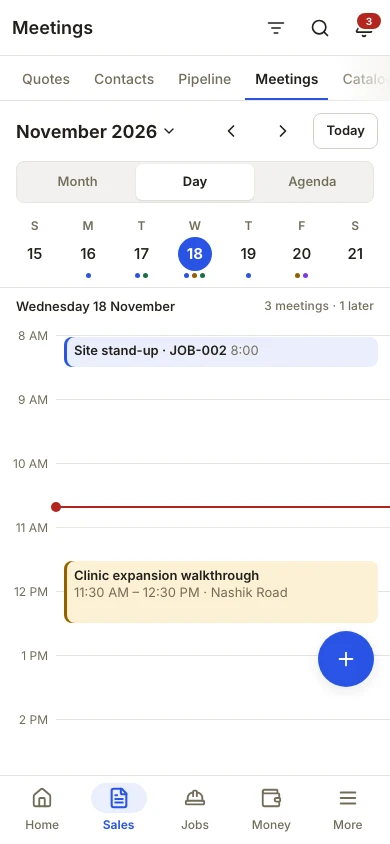 Meetings
3
Quotes Contacts Pipeline Meetings Catalo
November 2026
Today
Month Day Agenda
S M T W T F S
15 16 17 18 19 20 21
Wednesday 18 November 3 meetings · 1 later
8 AM
Site stand-up · JOB-002 8:00
9 AM
10 AM
11 AM
Clinic expansion walkthrough
11:30 AM – 12:30 PM · Nashik Road
12 PM
1 PM
2 PM
Home Sales Jobs Money More